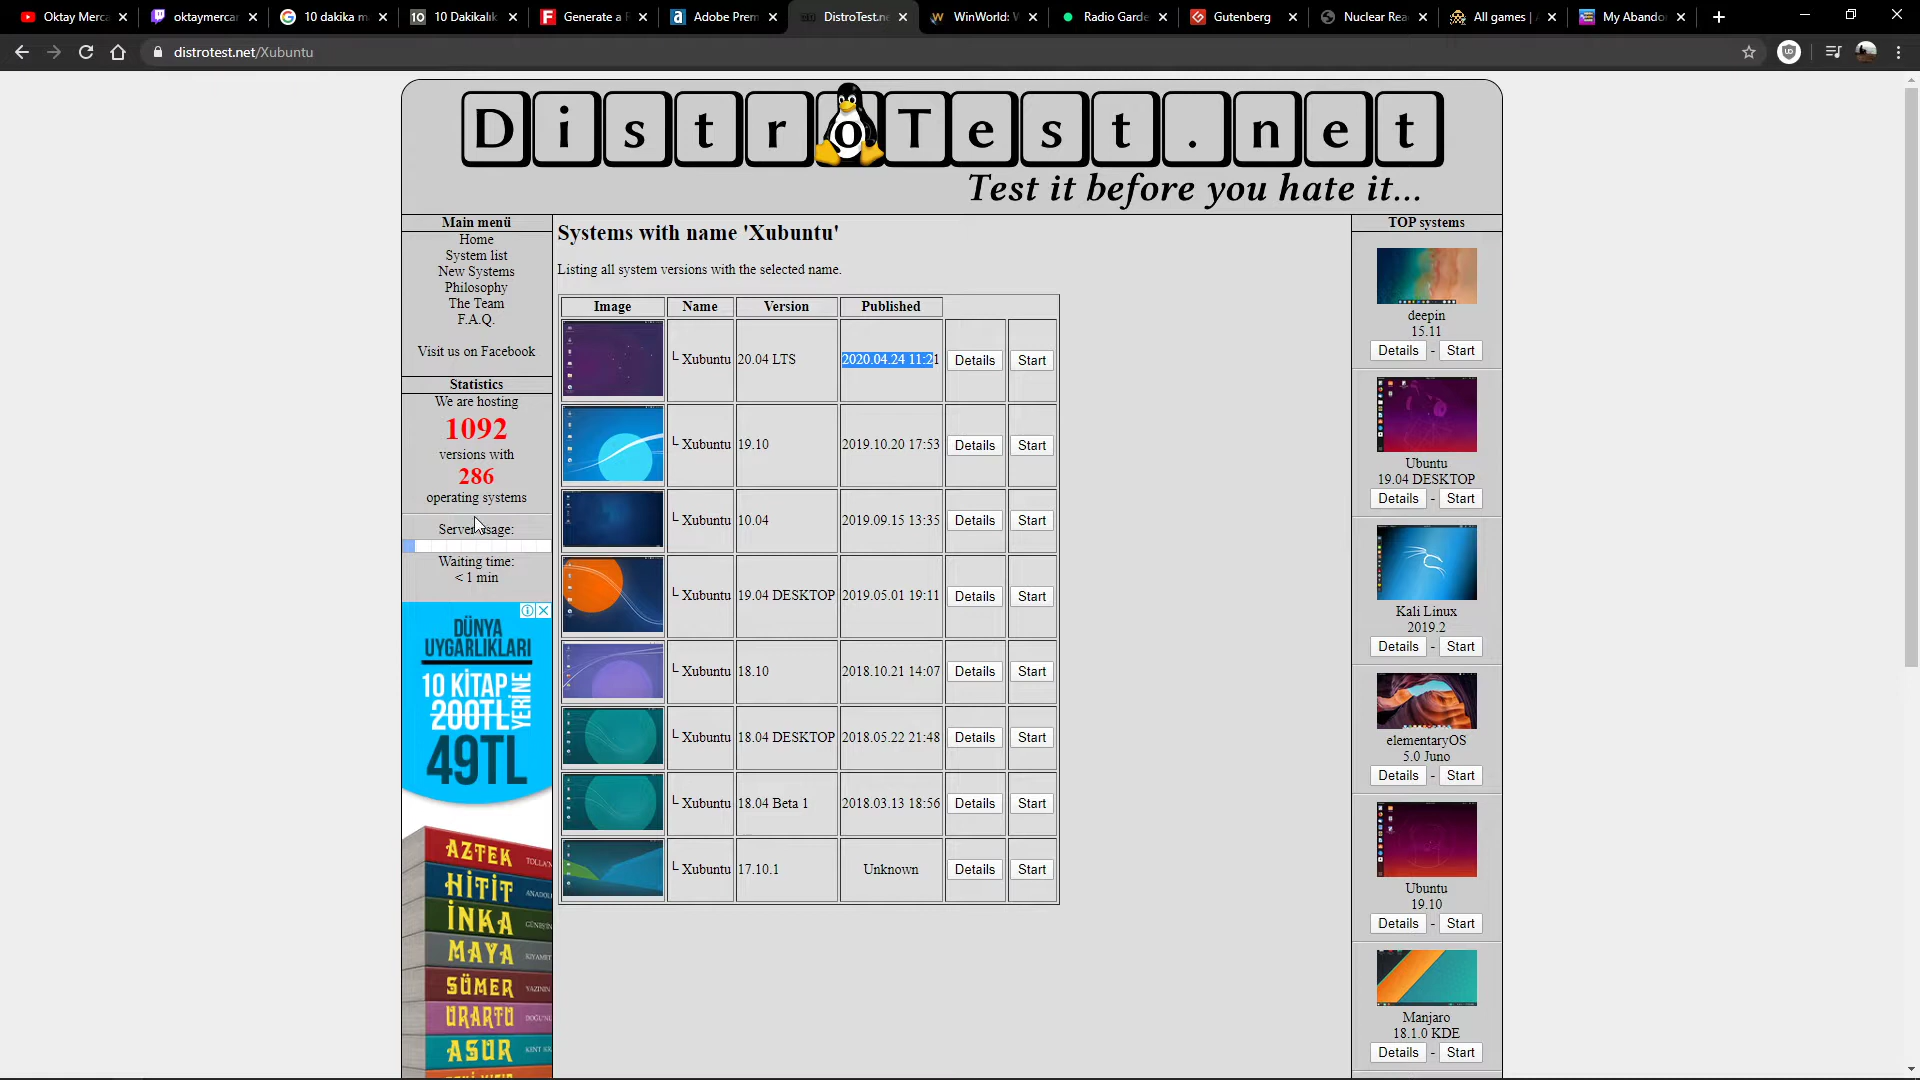 Oktay Merca
oktaymercar
10 dakika m
10 Dakikalık
Generate a F
Adobe Prem
DistroTest.ne
WinWorld: W
Radio Garde
Gutenberg
Nuclear Rea
All games |
My Abando
distrotest.net/Xubuntu
DistroTest.net
Test it before you hate it...
Main menü
Home
System list
New Systems
Philosophy
The Team
F.A.Q.
Visit us on Facebook
Statistics
We are hosting
1092
versions with
286
operating systems
Server usage:
Waiting time:
< 1 min
DÜNYA
UYGARLIKLARI
10 KİTAP
200TL YERİNE
49TL
AZTEK
HİTİT
İNKA
MAYA
SÜMER
URARTU
ASUR
Systems with name 'Xubuntu'
Listing all system versions with the selected name.
Image Name Version Published
└ Xubuntu 20.04 LTS 2020.04.24 11:21 Details Start
└ Xubuntu 19.10 2019.10.20 17:53 Details Start
└ Xubuntu 10.04 2019.09.15 13:35 Details Start
└ Xubuntu 19.04 DESKTOP 2019.05.01 19:11 Details Start
└ Xubuntu 18.10 2018.10.21 14:07 Details Start
└ Xubuntu 18.04 DESKTOP 2018.05.22 21:48 Details Start
└ Xubuntu 18.04 Beta 1 2018.03.13 18:56 Details Start
└ Xubuntu 17.10.1 Unknown Details Start
TOP systems
deepin
15.11
Details - Start
Ubuntu
19.04 DESKTOP
Details - Start
Kali Linux
2019.2
Details - Start
elementaryOS
5.0 Juno
Details - Start
Ubuntu
19.10
Details - Start
Manjaro
18.1.0 KDE
Details - Start